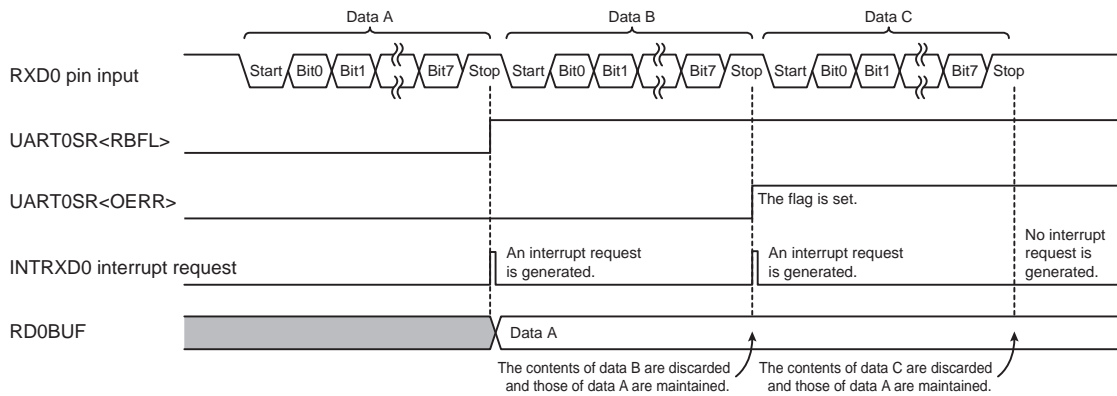 Data A Data B Data C
RXD0 pin input Start Bit0 Bit1 Bit7 Stop Start Bit0 Bit1 Bit7 Stop Start Bit0 Bit1 Bit7 Stop
UART0SR<RBFL>
UART0SR<OERR> The flag is set.
INTRXD0 interrupt request
An interrupt request
is generated.
An interrupt request
is generated.
No interrupt
request is
generated.
RD0BUF Data A
The contents of data B are discarded
and those of data A are maintained.
The contents of data C are discarded
and those of data A are maintained.